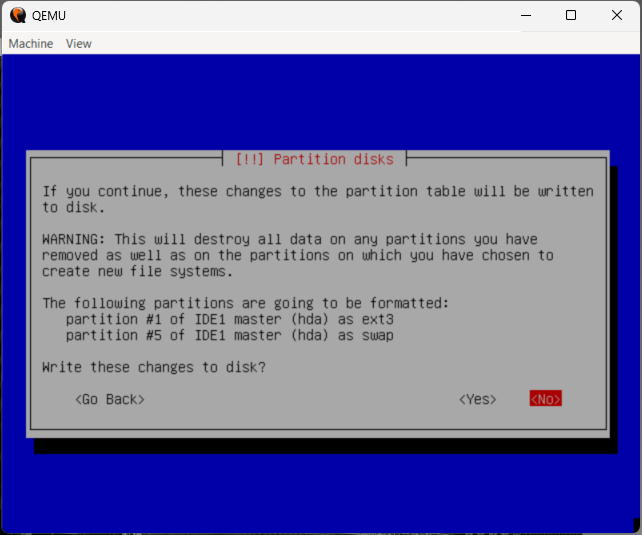 QEMU
Machine View
[!!] Partition disks
If you continue, these changes to the partition table will be written
to disk.
WARNING: This will destroy all data on any partitions you have
removed as well as on the partitions on which you have chosen to
create new file systems.
The following partitions are going to be formatted:
partition #1 of IDE1 master (hda) as ext3
partition #5 of IDE1 master (hda) as swap
Write these changes to disk?
<Go Back> <Yes> <No>